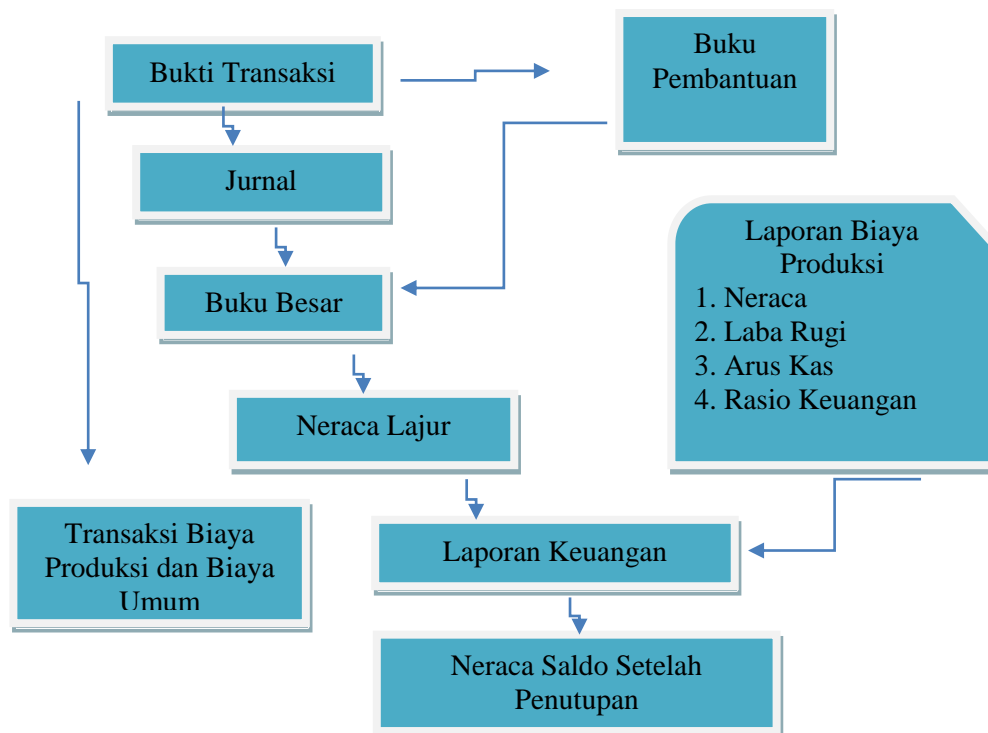 Bukti Transaksi
Buku
Pembantuan
Jurnal
Buku Besar
Laporan Biaya
Produksi
1. Neraca
2. Laba Rugi
3. Arus Kas
4. Rasio Keuangan
Neraca Lajur
Transaksi Biaya
Produksi dan Biaya
Umum
Laporan Keuangan
Neraca Saldo Setelah
Penutupan